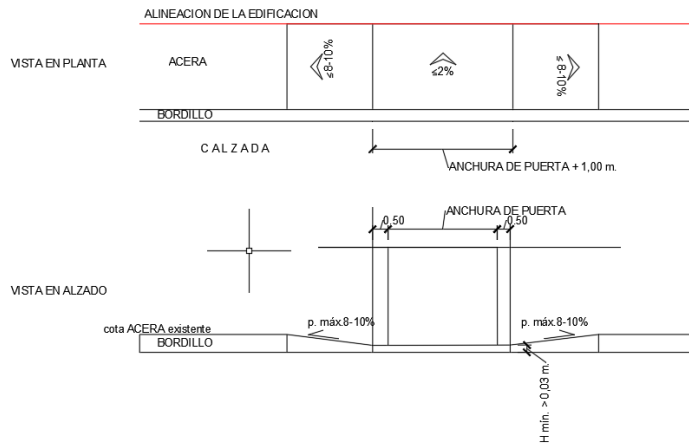 ALINEACION DE LA EDIFICACION
VISTA EN PLANTA
ACERA
≤8-10%
≤2%
≤8-10%
BORDILLO
CALZADA
ANCHURA DE PUERTA + 1,00 m.
ANCHURA DE PUERTA
0.50
0.50
VISTA EN ALZADO
cota ACERA existente
p. máx.8-10%
p. máx.8-10%
BORDILLO
H mín. > 0,03 m.